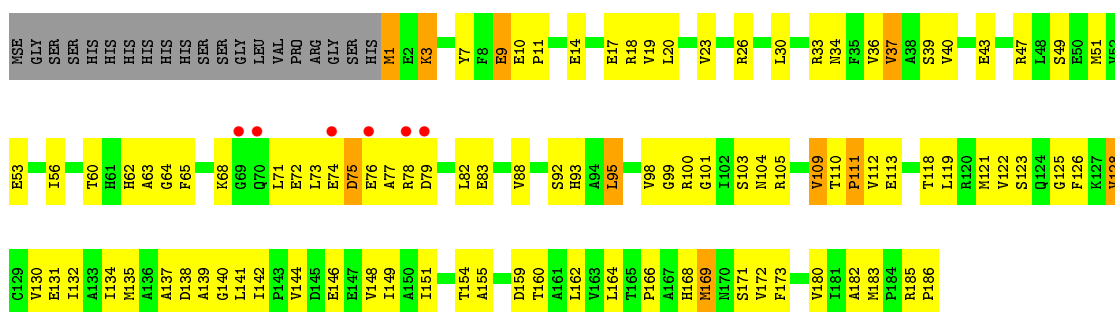 MSE GLY SER SER HIS HIS HIS HIS HIS HIS SER SER GLY LEU VAL PRO ARG GLY SER HIS M1 E2 K3 Y7 F8 E9 E10 P11 E14 E17 R18 V19 L20 V23 R26 L30 R33 N34 F35 V36 V37 A38 S39 V40 E43 R47 L48 S49 E50 M51 V52
E53 I56 T60 H61 H62 A63 G64 F65 K68 G69 Q70 L71 E72 L73 E74 D75 E76 A77 R78 D79 L82 E83 V88 S92 H93 A94 L95 V98 G99 R100 G101 I102 S103 N104 R105 V109 T110 P111 V112 E113 T118 L119 R120 M121 V122 S123 Q124 G125 F126 K127 V128
C129 V130 E131 I132 A133 I134 M135 A136 A137 D138 A139 G140 L141 I142 P143 V144 D145 E146 E147 V148 I149 A150 I151 T154 A155 D159 T160 A161 L162 V163 L164 T165 P166 A167 H168 M169 N170 S171 V172 F173 V180 I181 A182 M183 P184 R185 P186